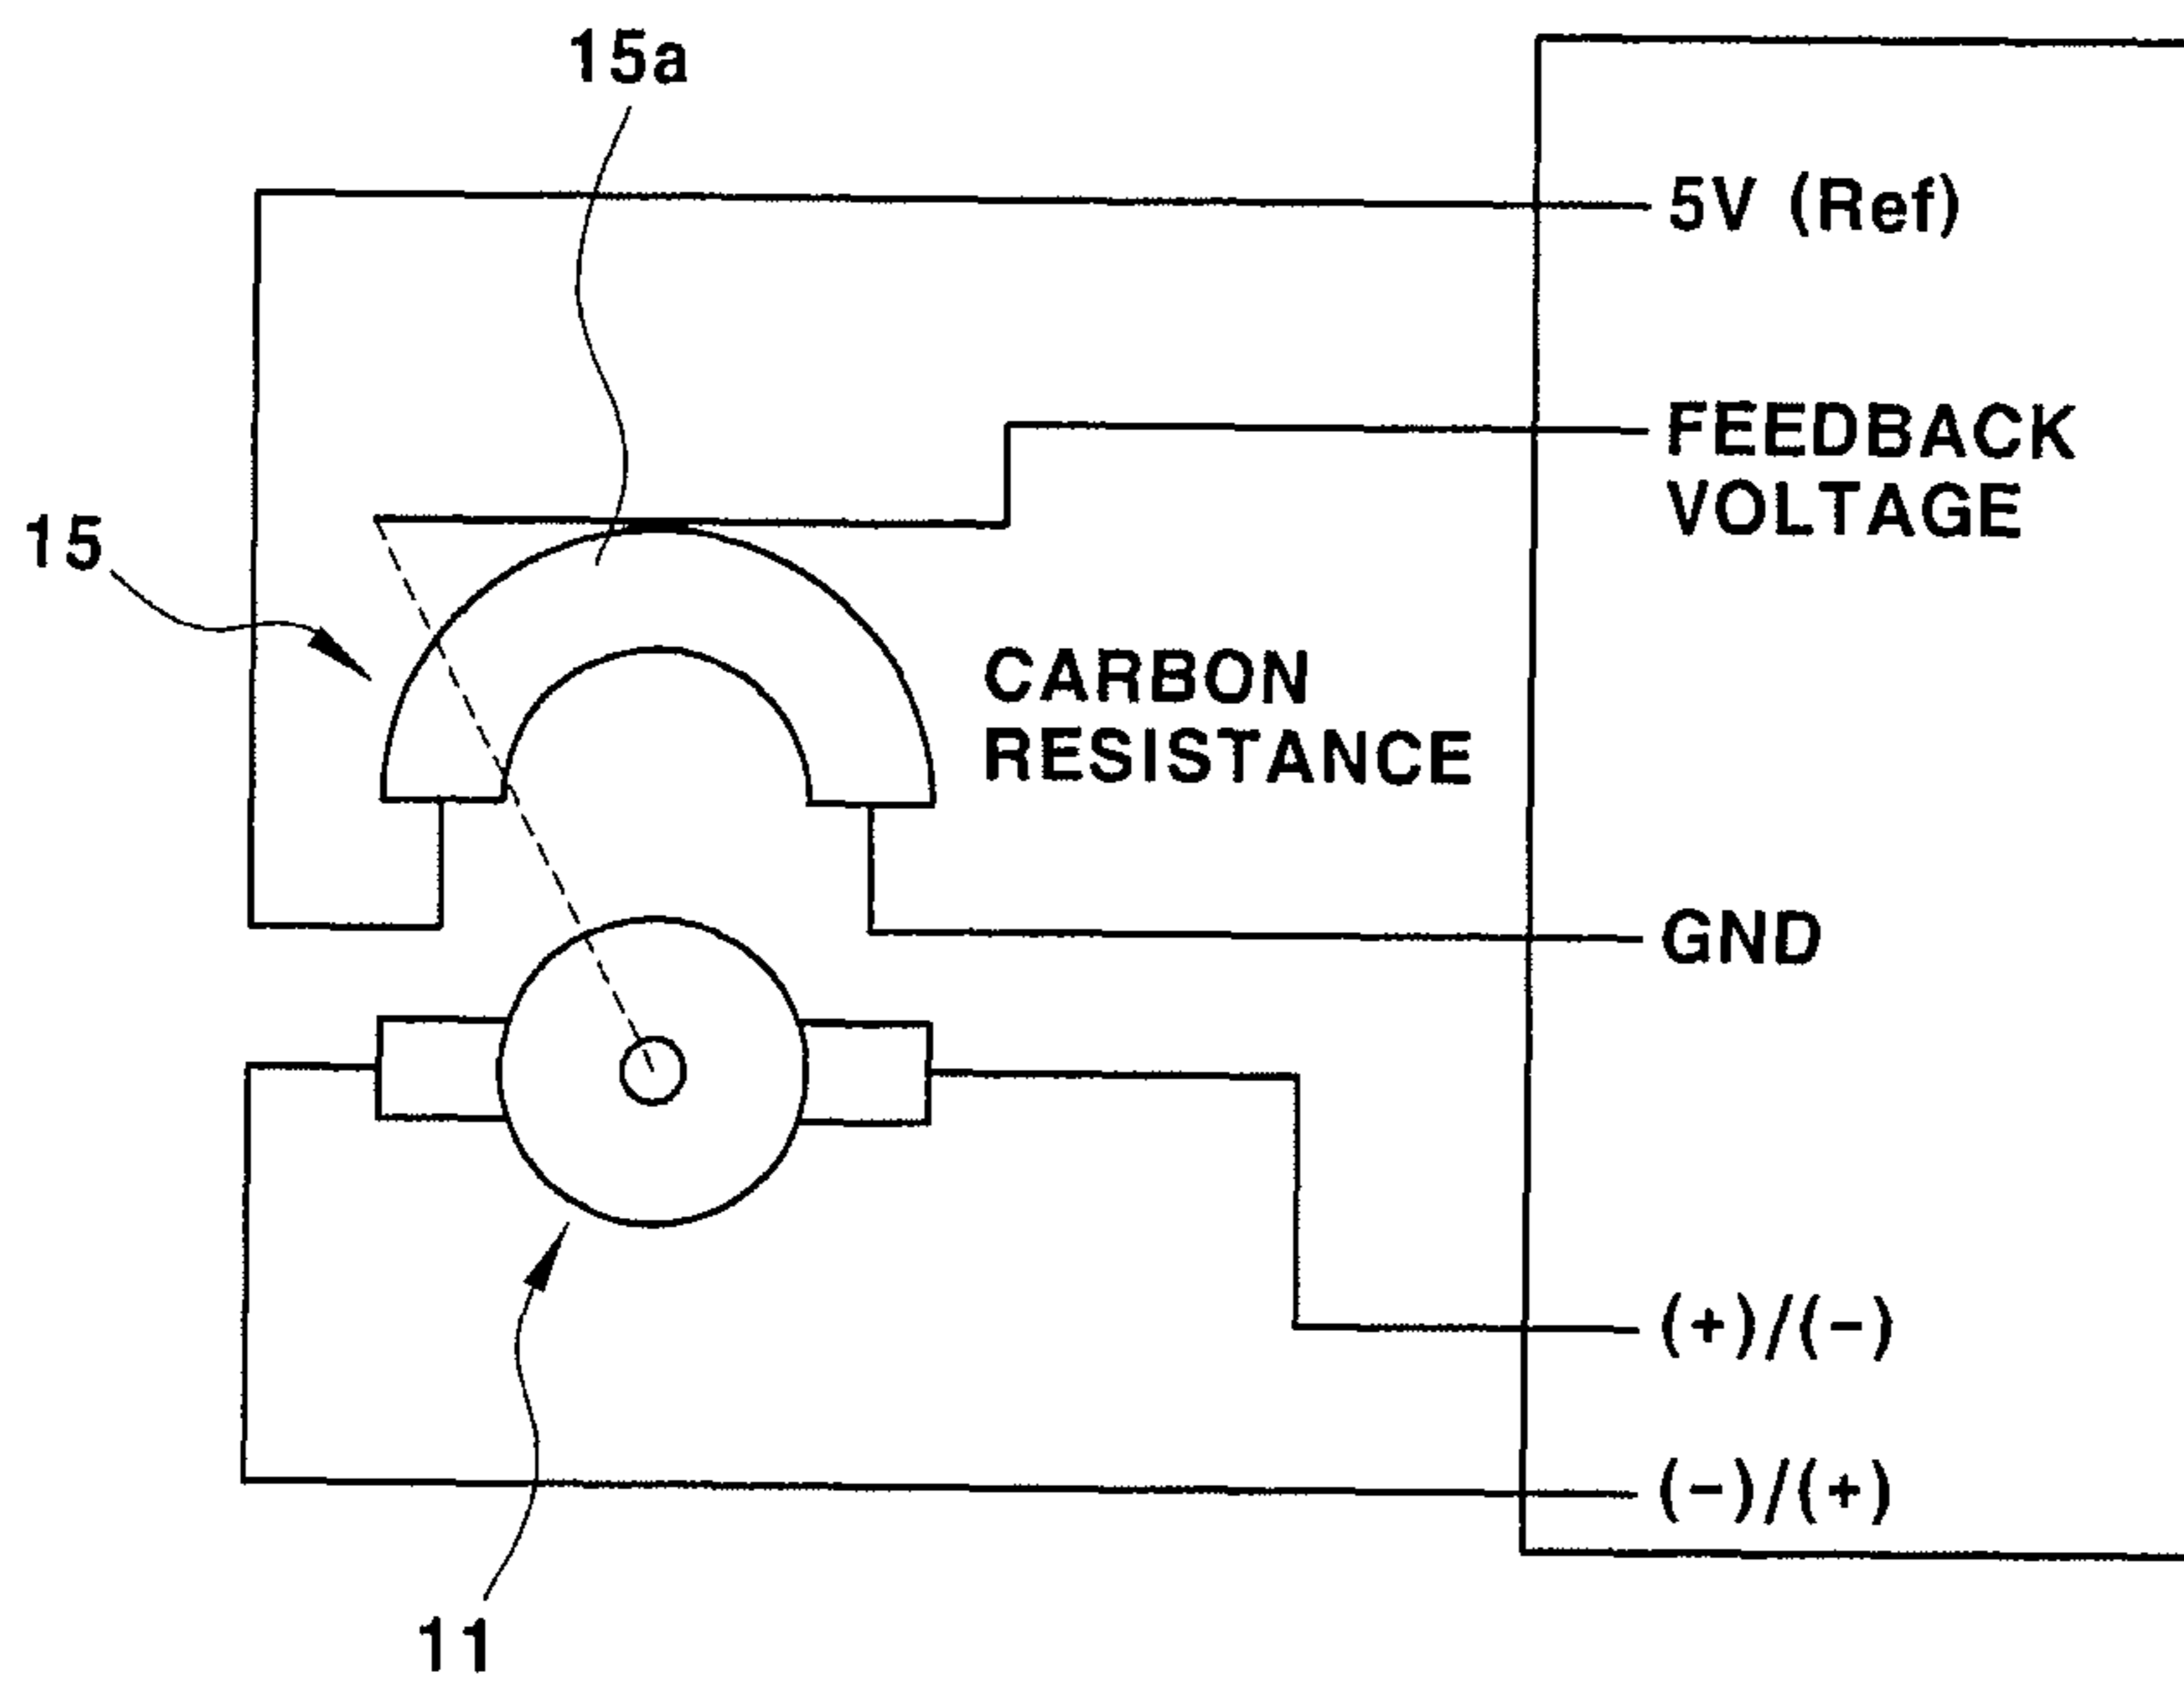 15a
5V (Ref)
FEEDBACK
VOLTAGE
15
CARBON
RESISTANCE
GND
(+)/(-)
(-)/(+)
11